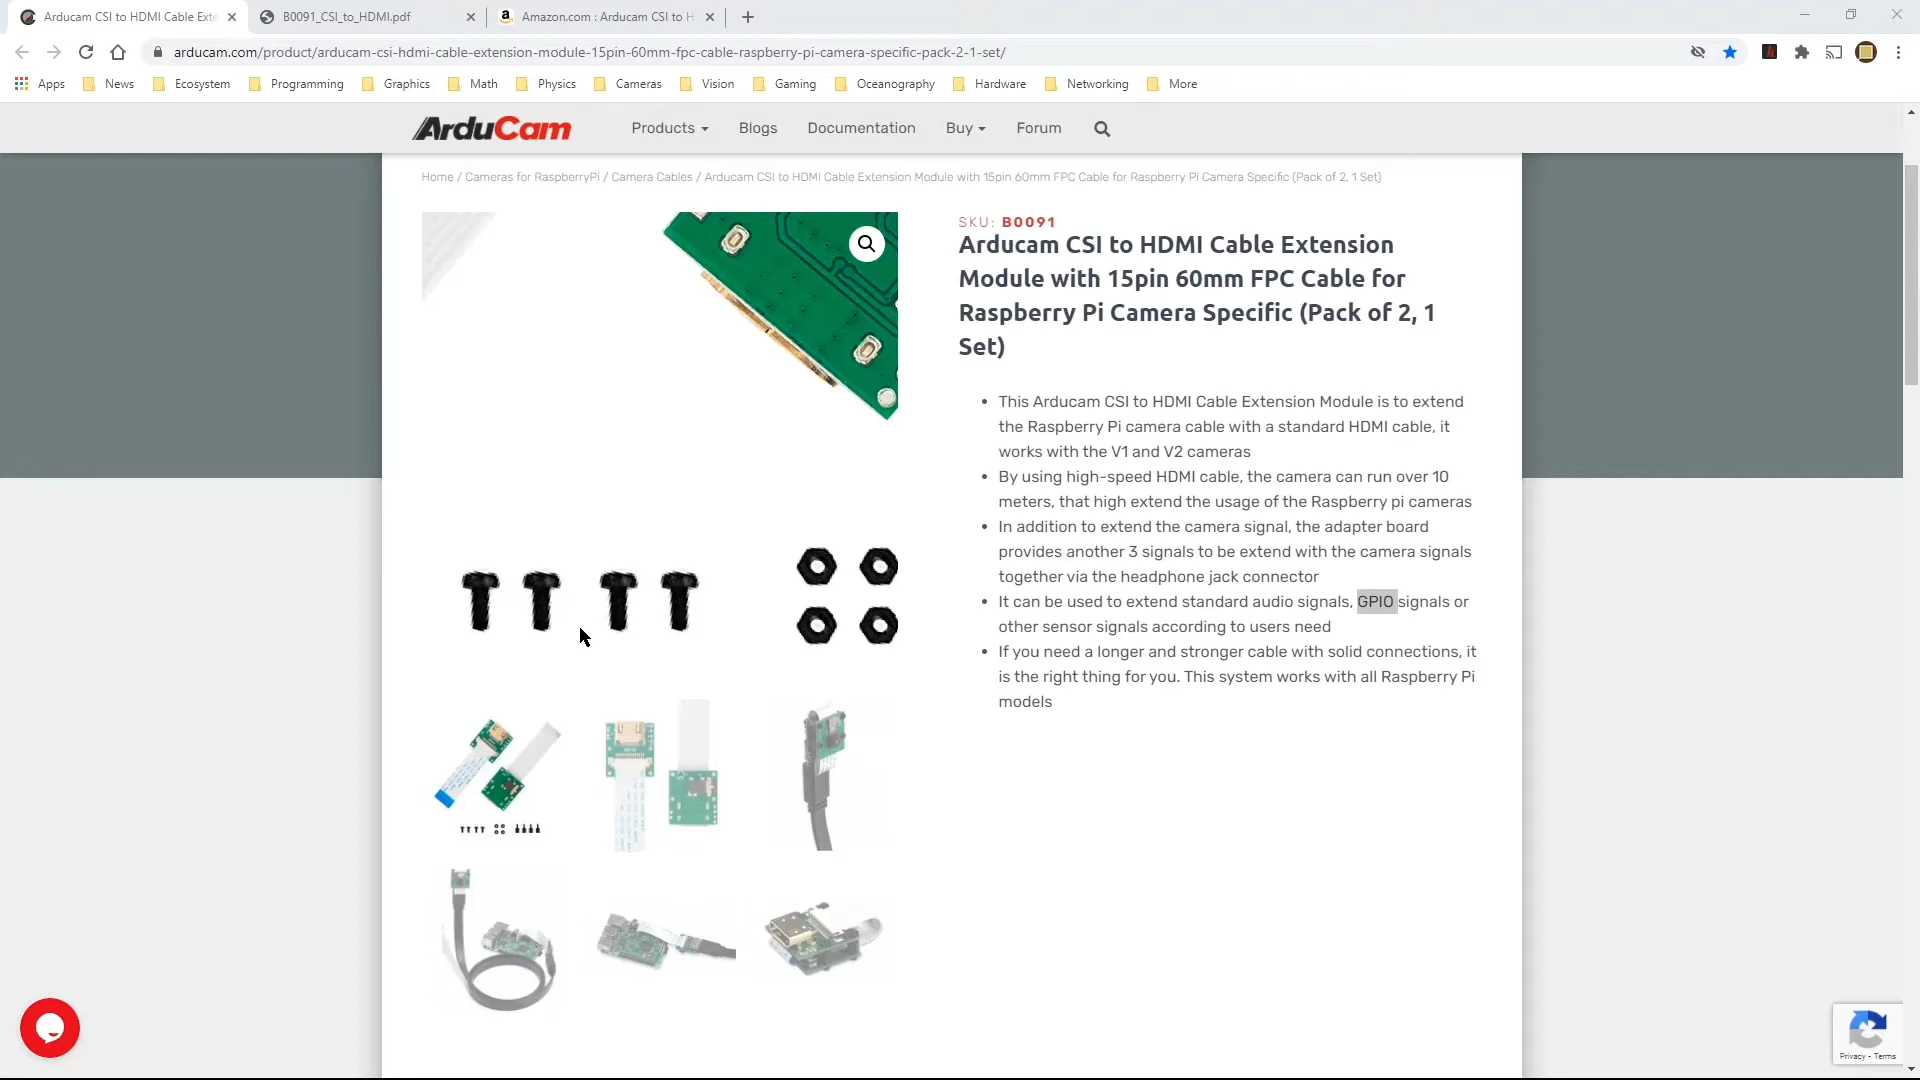 Arducam CSI to HDMI Cable Exte
B0091_CSI_to_HDMI.pdf
Amazon.com : Arducam CSI to H
arducam.com/product/arducam-csi-hdmi-cable-extension-module-15pin-60mm-fpc-cable-raspberry-pi-camera-specific-pack-2-1-set/
Apps News Ecosystem Programming Graphics Math Physics Cameras Vision Gaming Oceanography Hardware Networking More
ArduCam
Products Blogs Documentation Buy Forum
Home / Cameras for RaspberryPi / Camera Cables / Arducam CSI to HDMI Cable Extension Module with 15pin 60mm FPC Cable for Raspberry Pi Camera Specific (Pack of 2, 1 Set)
SKU: B0091
Arducam CSI to HDMI Cable Extension
Module with 15pin 60mm FPC Cable for
Raspberry Pi Camera Specific (Pack of 2, 1
Set)
• This Arducam CSI to HDMI Cable Extension Module is to extend
the Raspberry Pi camera cable with a standard HDMI cable, it
works with the V1 and V2 cameras
• By using high-speed HDMI cable, the camera can run over 10
meters, that high extend the usage of the Raspberry pi cameras
• In addition to extend the camera signal, the adapter board
provides another 3 signals to be extend with the camera signals
together via the headphone jack connector
• It can be used to extend standard audio signals, GPIO signals or
other sensor signals according to users need
• If you need a longer and stronger cable with solid connections, it
is the right thing for you. This system works with all Raspberry Pi
models
Privacy - Terms